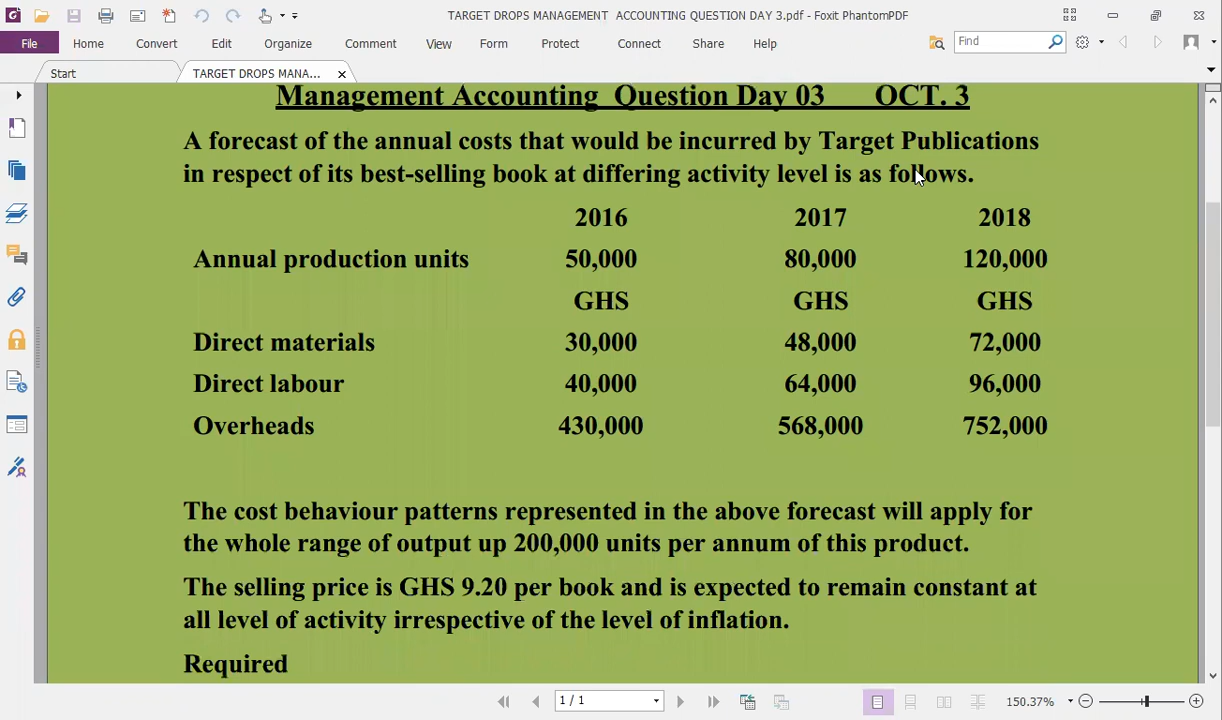 TARGET DROPS MANAGEMENT ACCOUNTING QUESTION DAY 3.pdf - Foxit PhantomPDF
File Home Convert Edit Organize Comment View Form Protect Connect Share Help Find
Start TARGET DROPS MANA...
Management Accounting Question Day 03 OCT. 3
A forecast of the annual costs that would be incurred by Target Publications
in respect of its best-selling book at differing activity level is as follows.
2016 2017 2018
Annual production units 50,000 80,000 120,000
GHS GHS GHS
Direct materials 30,000 48,000 72,000
Direct labour 40,000 64,000 96,000
Overheads 430,000 568,000 752,000
The cost behaviour patterns represented in the above forecast will apply for
the whole range of output up 200,000 units per annum of this product.
The selling price is GHS 9.20 per book and is expected to remain constant at
all level of activity irrespective of the level of inflation.
Required
1 / 1 150.37%